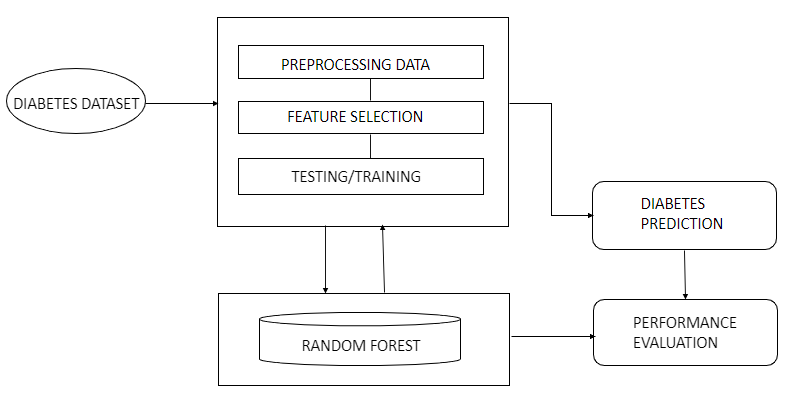 PREPROCESSING DATA
DIABETES DATASET
FEATURE SELECTION
TESTING/TRAINING
DIABETES
PREDICTION
RANDOM FOREST
PERFORMANCE
EVALUATION